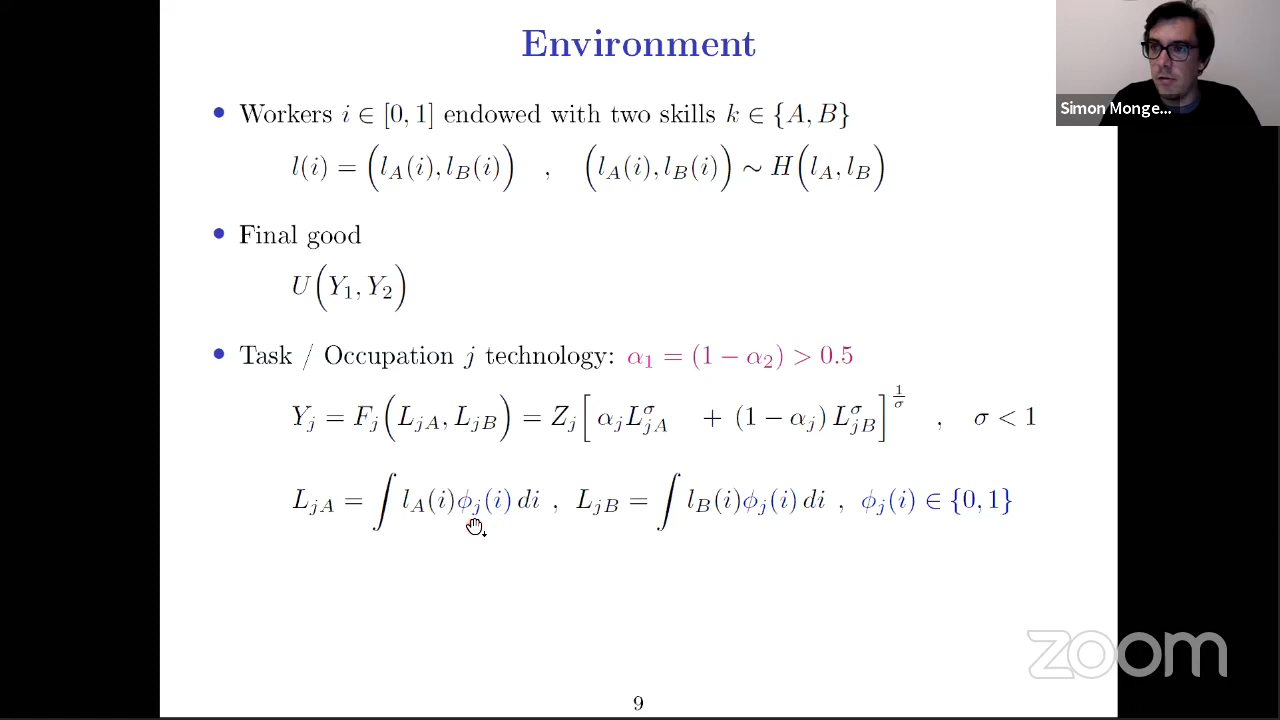 Environment
Simon Monge...
• Workers i ∈ [0, 1] endowed with two skills k ∈ {A, B}
l(i) = (l_A(i), l_B(i)) , (l_A(i), l_B(i)) ∼ H(l_A, l_B)
• Final good
U(Y_1, Y_2)
• Task / Occupation j technology: α_1 = (1 − α_2) > 0.5
Y_j = F_j(L_{jA}, L_{jB}) = Z_j[ α_j L_{jA}^σ + (1 − α_j) L_{jB}^σ ]^{1/σ} , σ < 1
L_{jA} = ∫ l_A(i)ϕ_j(i) di , L_{jB} = ∫ l_B(i)ϕ_j(i) di , ϕ_j(i) ∈ {0, 1}
zoom
9